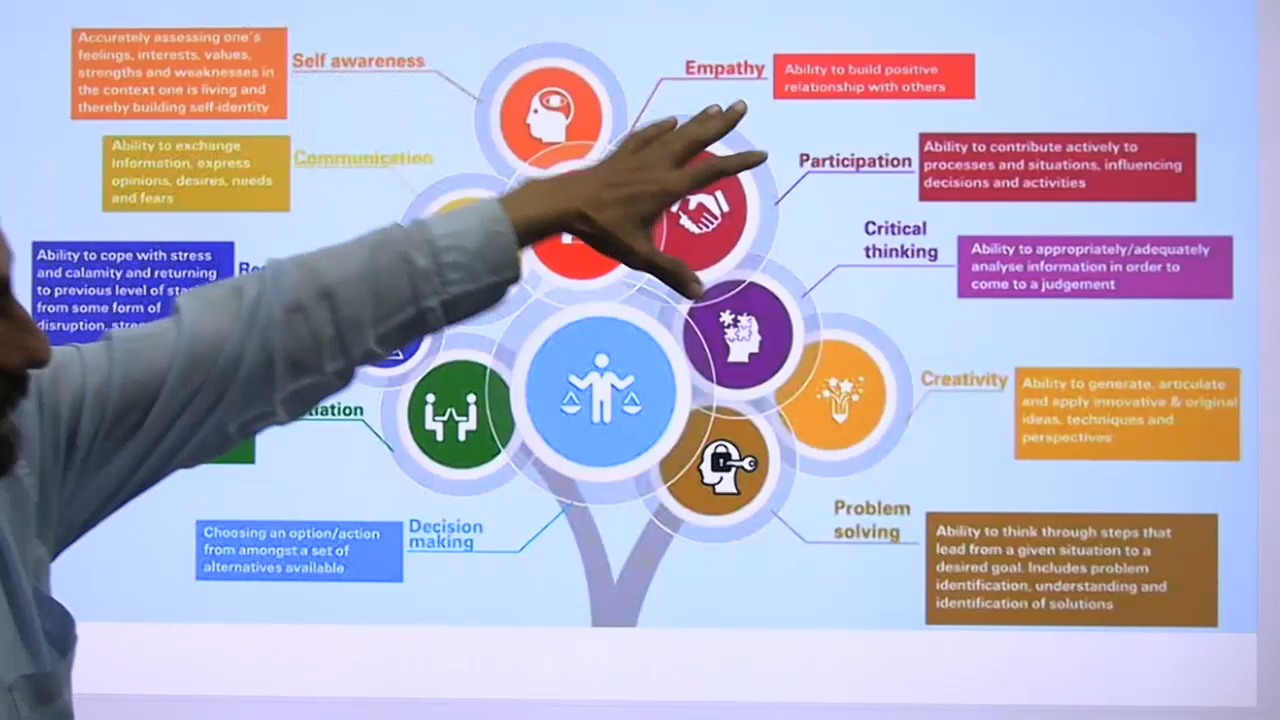 Accurately assessing one's
feelings, interests, values,
strengths and weaknesses in
the context one is living and
thereby building self-identity
Self awareness
Ability to exchange
Information, express
opinions, desires, needs
and fears
Communication
Ability to cope with stress
and calamity and returning
to previous level of
from some form of
disruption,
Choosing an option/action
from amongst a set of
alternatives available
Decision
making
Empathy
Ability to build positive
relationship with others
Participation
Ability to contribute actively to
processes and situations, influencing
decisions and activities
Critical
thinking
Ability to appropriately/adequately
analyse information in order to
come to a judgement
Creativity
Ability to generate, articulate
and apply innovative & original
ideas, techniques and
perspectives
Problem
solving
Ability to think through steps that
lead from a given situation to a
desired goal. Includes problem
identification, understanding and
identification of solutions